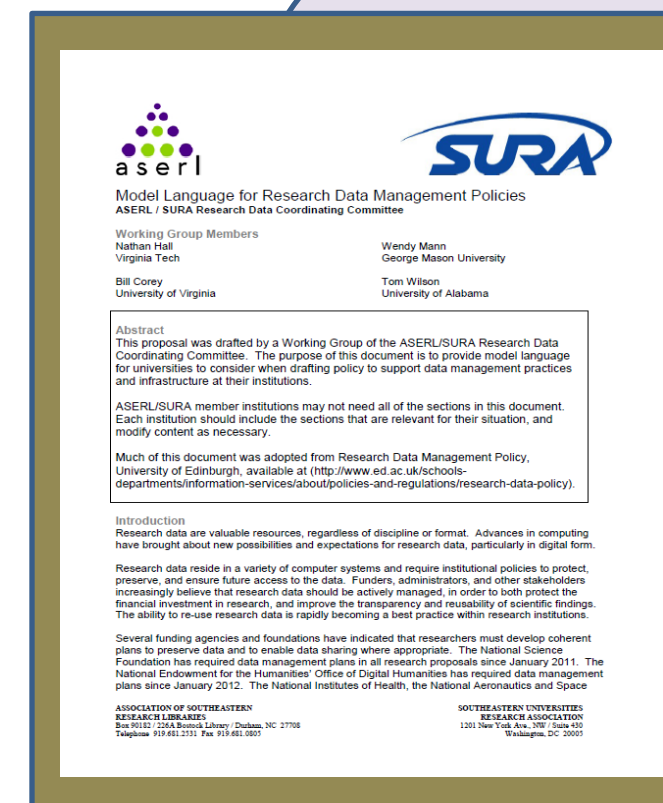 aserl
SURA
Model Language for Research Data Management Policies
ASERL / SURA Research Data Coordinating Committee
Working Group Members
Nathan Hall
Virginia Tech
Wendy Mann
George Mason University
Bill Corey
University of Virginia
Tom Wilson
University of Alabama
Abstract
This proposal was drafted by a Working Group of the ASERL/SURA Research Data
Coordinating Committee. The purpose of this document is to provide model language
for universities to consider when drafting policy to support data management practices
and infrastructure at their institutions.
ASERL/SURA member institutions may not need all of the sections in this document.
Each institution should include the sections that are relevant for their situation, and
modify content as necessary.
Much of this document was adopted from Research Data Management Policy,
University of Edinburgh, available at (http://www.ed.ac.uk/schools-
departments/information-services/about/policies-and-regulations/research-data-policy).
Introduction
Research data are valuable resources, regardless of discipline or format. Advances in computing
have brought about new possibilities and expectations for research data, particularly in digital form.
Research data reside in a variety of computer systems and require institutional policies to protect,
preserve, and ensure future access to the data. Funders, administrators, and other stakeholders
increasingly believe that research data should be actively managed, in order to both protect the
financial investment in research, and improve the transparency and reusability of scientific findings.
The ability to re-use research data is rapidly becoming a best practice within research institutions.
Several funding agencies and foundations have indicated that researchers must develop coherent
plans to preserve data and to enable data sharing where appropriate. The National Science
Foundation has required data management plans in all research proposals since January 2011. The
National Endowment for the Humanities' Office of Digital Humanities has required data management
plans since January 2012. The National Institutes of Health, the National Aeronautics and Space
ASSOCIATION OF SOUTHEASTERN
RESEARCH LIBRARIES
Box 90182 / 226A Bostock Library / Durham, NC 27708
Telephone 919.681.2531 Fax 919.681.0805
SOUTHEASTERN UNIVERSITIES
RESEARCH ASSOCIATION
1201 New York Ave., NW / Suite 430
Washington, DC 20005